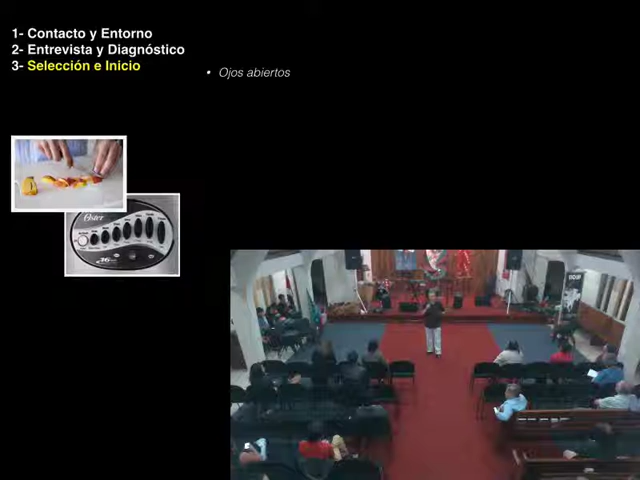 1- Contacto y Entorno
2- Entrevista y Diagnóstico
3- Selección e Inicio
• Ojos abiertos
Oster